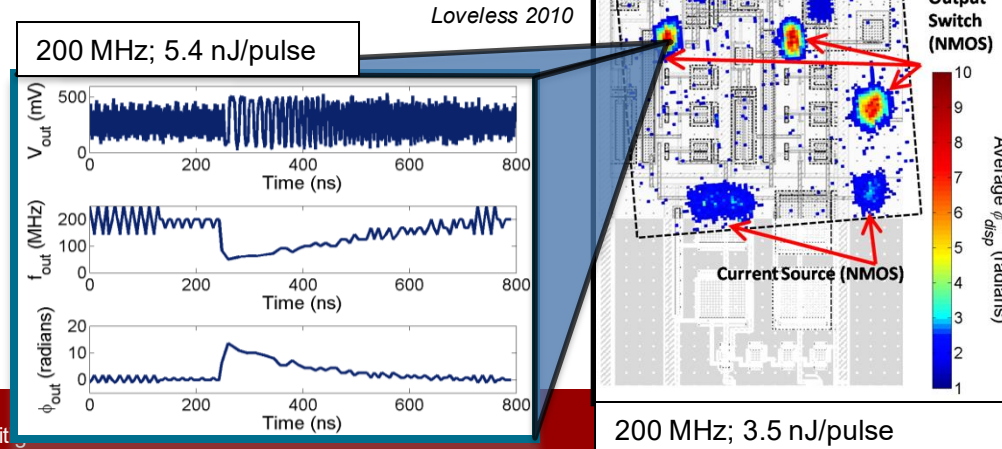 Loveless 2010
200 MHz; 5.4 nJ/pulse
V_out (mV)
500
0
0 200 400 600 800
Time (ns)
f_out (MHz)
200
100
0
0 200 400 600 800
Time (ns)
ϕ_out (radians)
20
10
0
0 200 400 600 800
Time (ns)
Output
Switch
(NMOS)
Current Source (NMOS)
10
9
8
7
6
5
4
3
2
1
Average φ_disp (radians)
200 MHz; 3.5 nJ/pulse